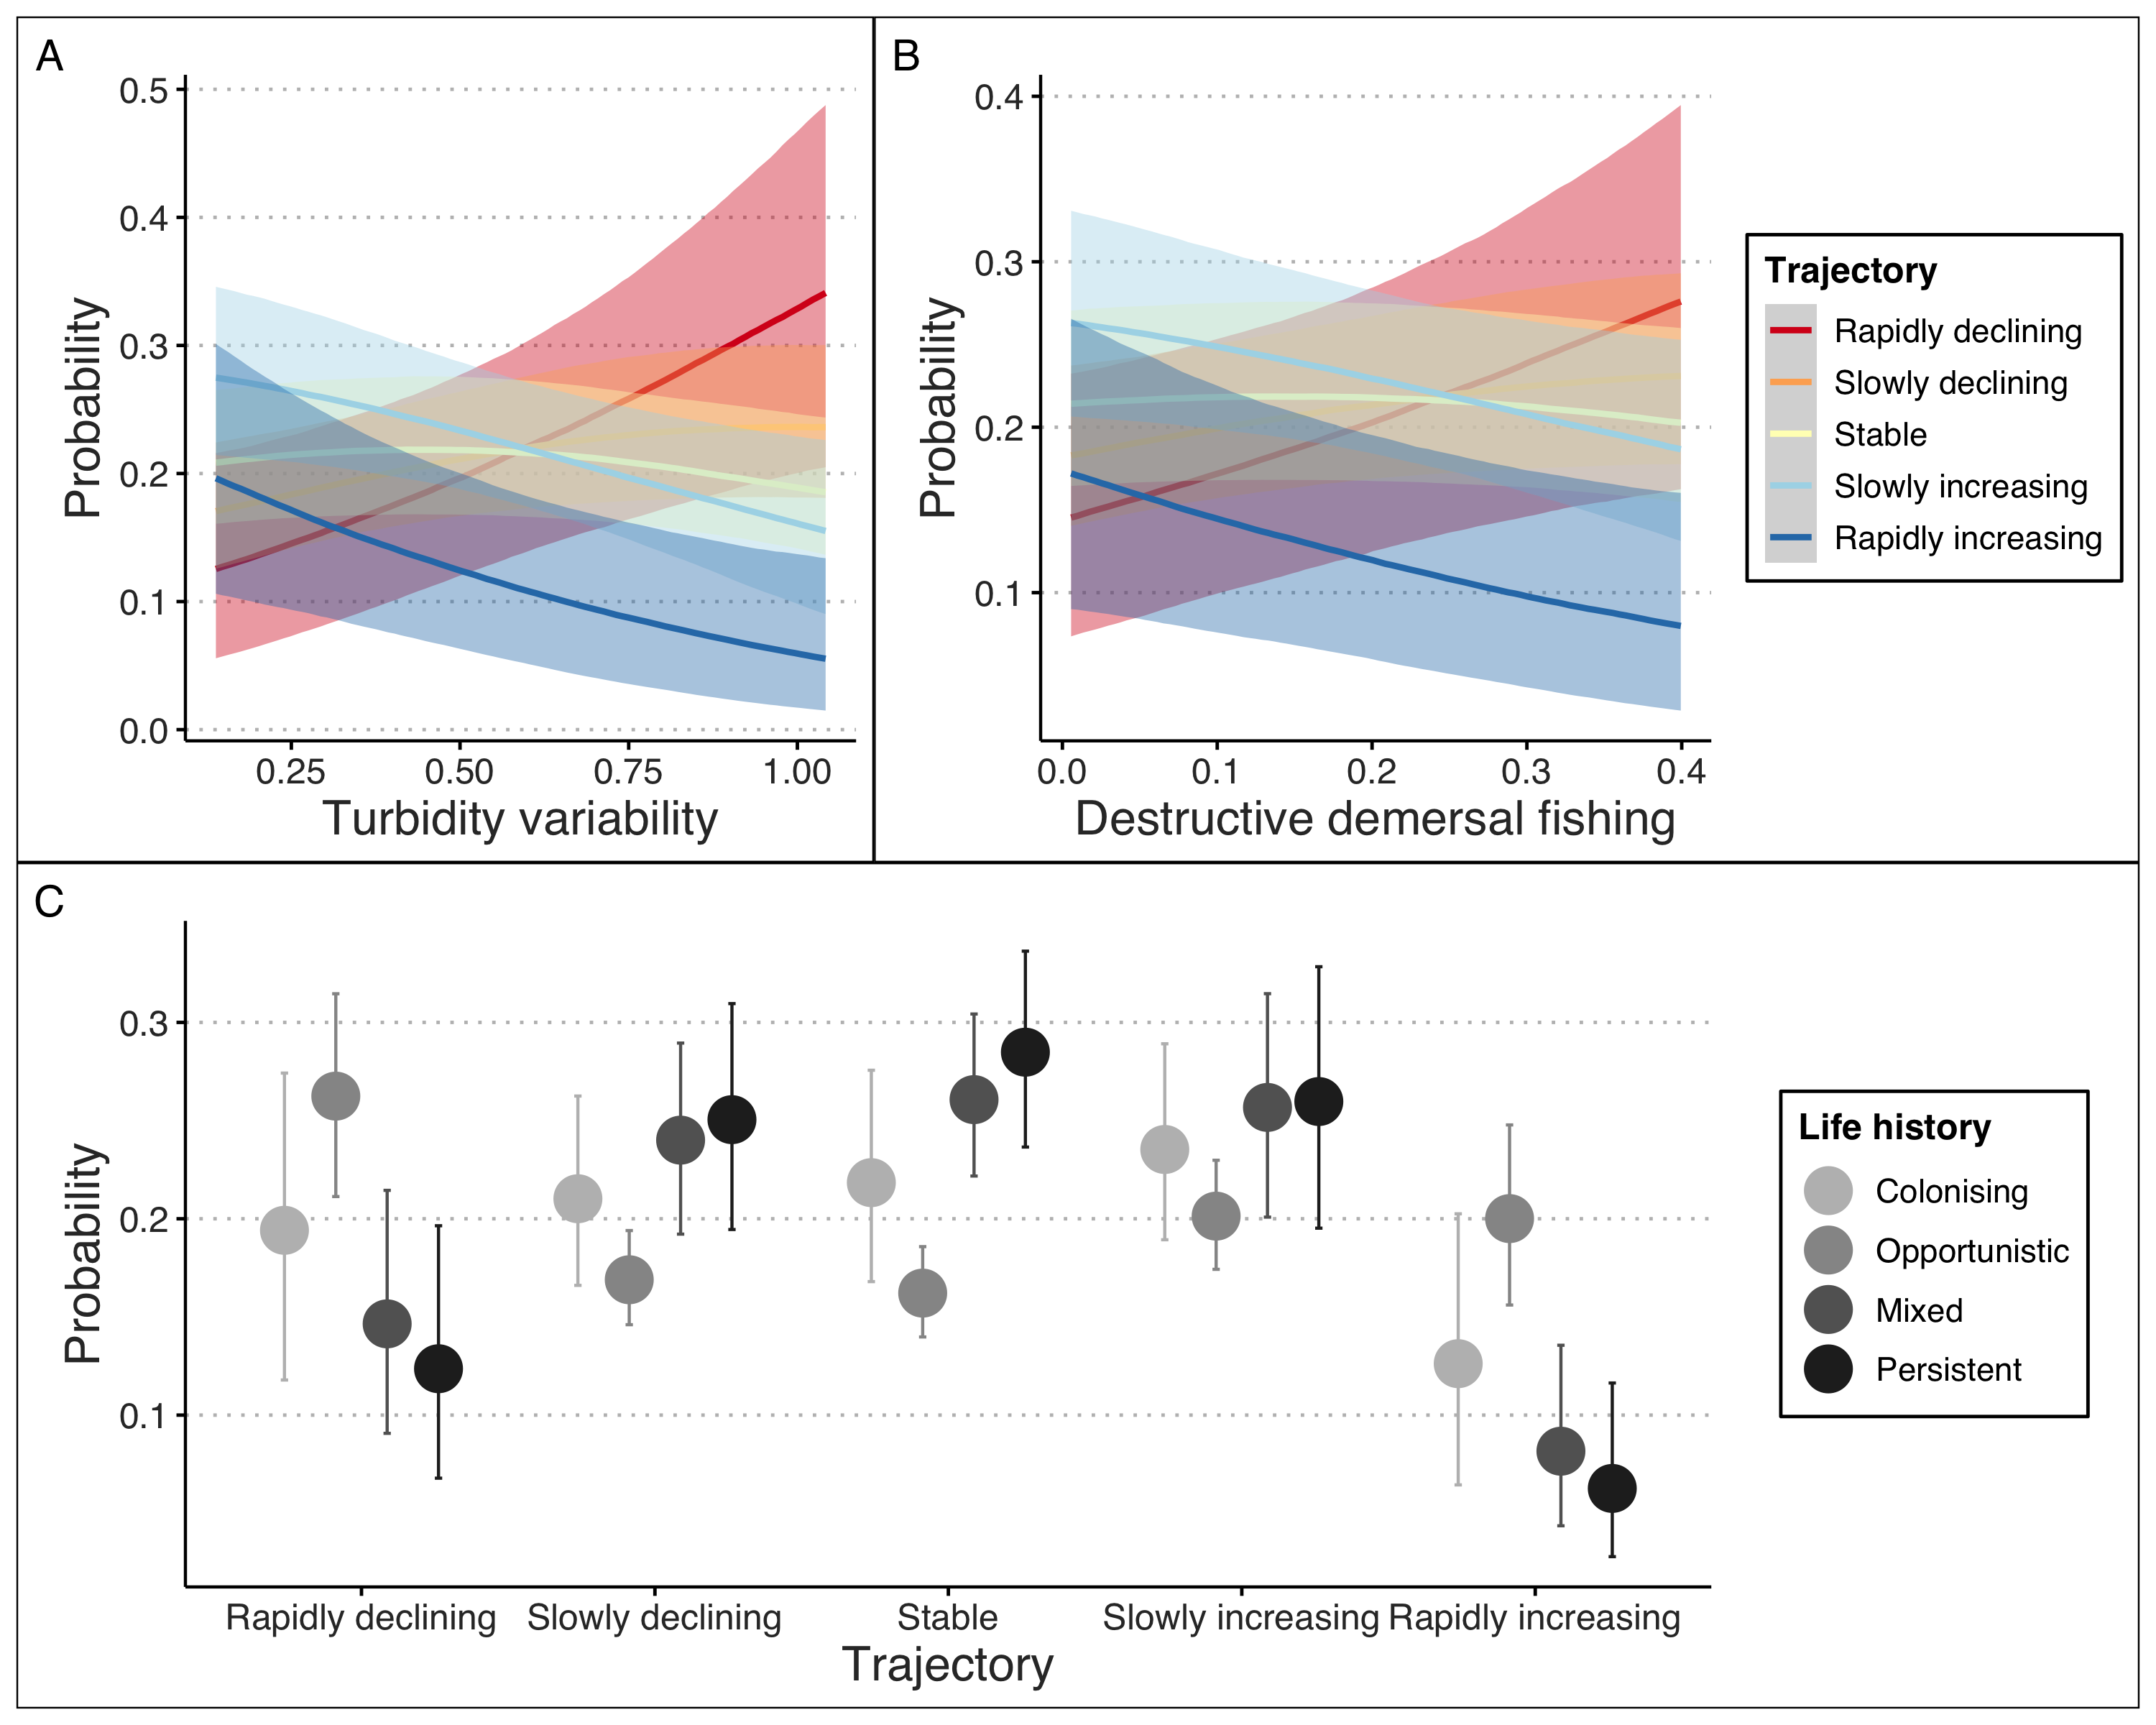 A
0.5
0.4
0.3
0.2
0.1
0.0
Probability
0.25 0.50 0.75 1.00
Turbidity variability
B
0.4
0.3
0.2
0.1
Probability
0.0 0.1 0.2 0.3 0.4
Destructive demersal fishing
Trajectory
Rapidly declining
Slowly declining
Stable
Slowly increasing
Rapidly increasing
C
0.3
0.2
0.1
Probability
Rapidly declining Slowly declining Stable Slowly increasing Rapidly increasing
Trajectory
Life history
Colonising
Opportunistic
Mixed
Persistent